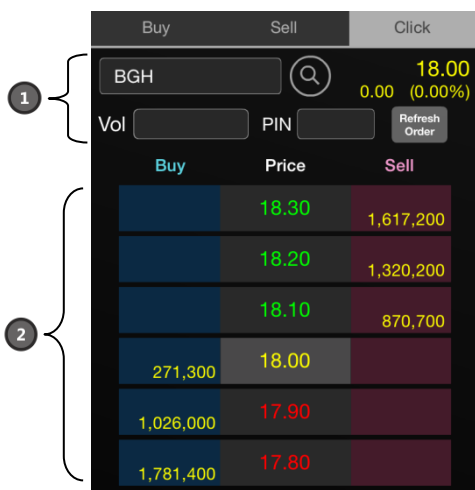 Buy Sell Click
1
BGH 18.00
0.00 (0.00%)
Vol PIN Refresh
Order
Buy Price Sell
18.30 1,617,200
18.20 1,320,200
18.10 870,700
2
271,300 18.00
1,026,000 17.90
1,781,400 17.80